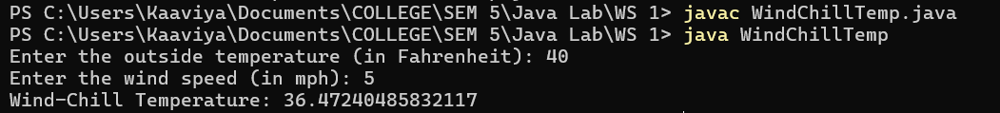 PS C:\Users\Kaaviya\Documents\COLLEGE\SEM 5\Java Lab\WS 1> javac WindChillTemp.java
PS C:\Users\Kaaviya\Documents\COLLEGE\SEM 5\Java Lab\WS 1> java WindChillTemp
Enter the outside temperature (in Fahrenheit): 40
Enter the wind speed (in mph): 5
Wind-Chill Temperature: 36.47240485832117